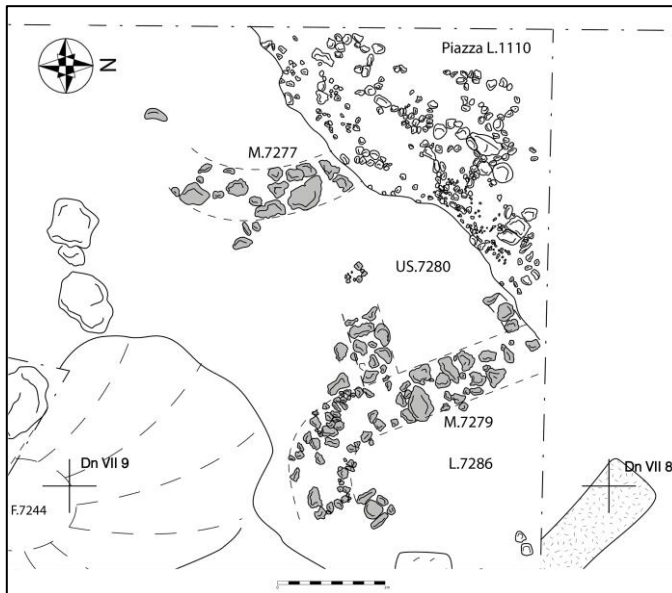 Piazza L.1110
N
M.7277
US.7280
M.7279
L.7286
Dn VII 9
Dn VII 8
F.7244